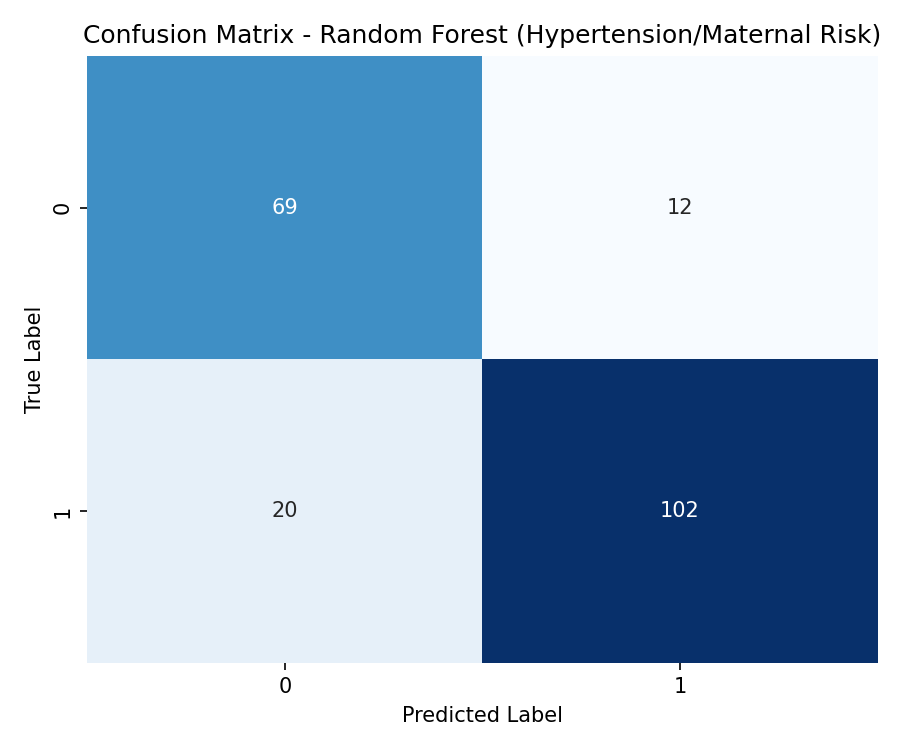 Confusion Matrix - Random Forest (Hypertension/Maternal Risk)
True Label
0
69
12
1
20
102
0
1
Predicted Label